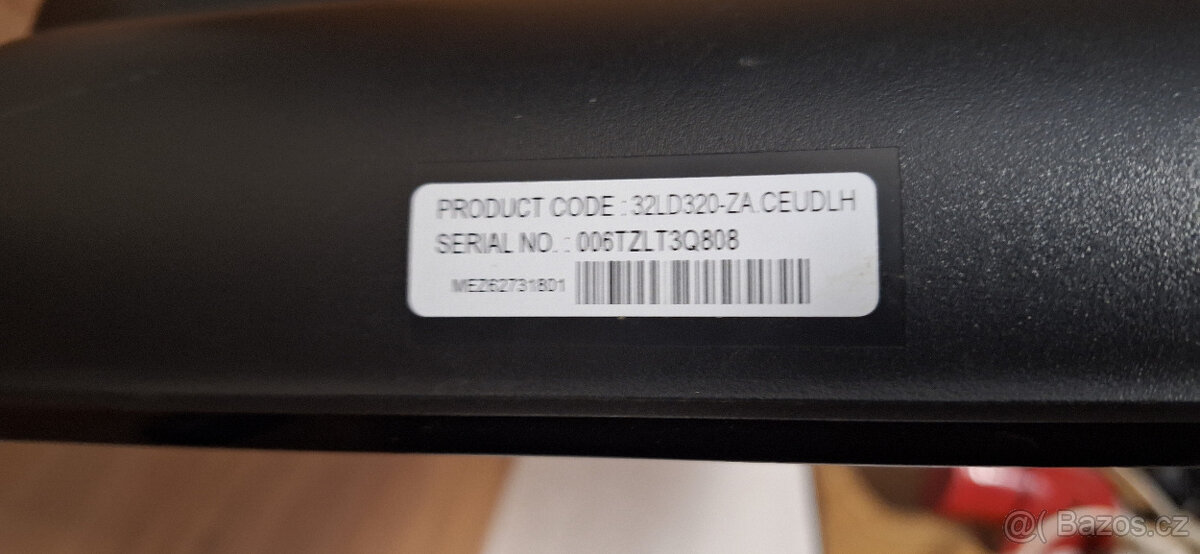 PRODUCT CODE : 32LD320-ZA.CEUDLH
SERIAL NO. : 006TZLT3Q808
MEZ62731801
@( Bazos.cz